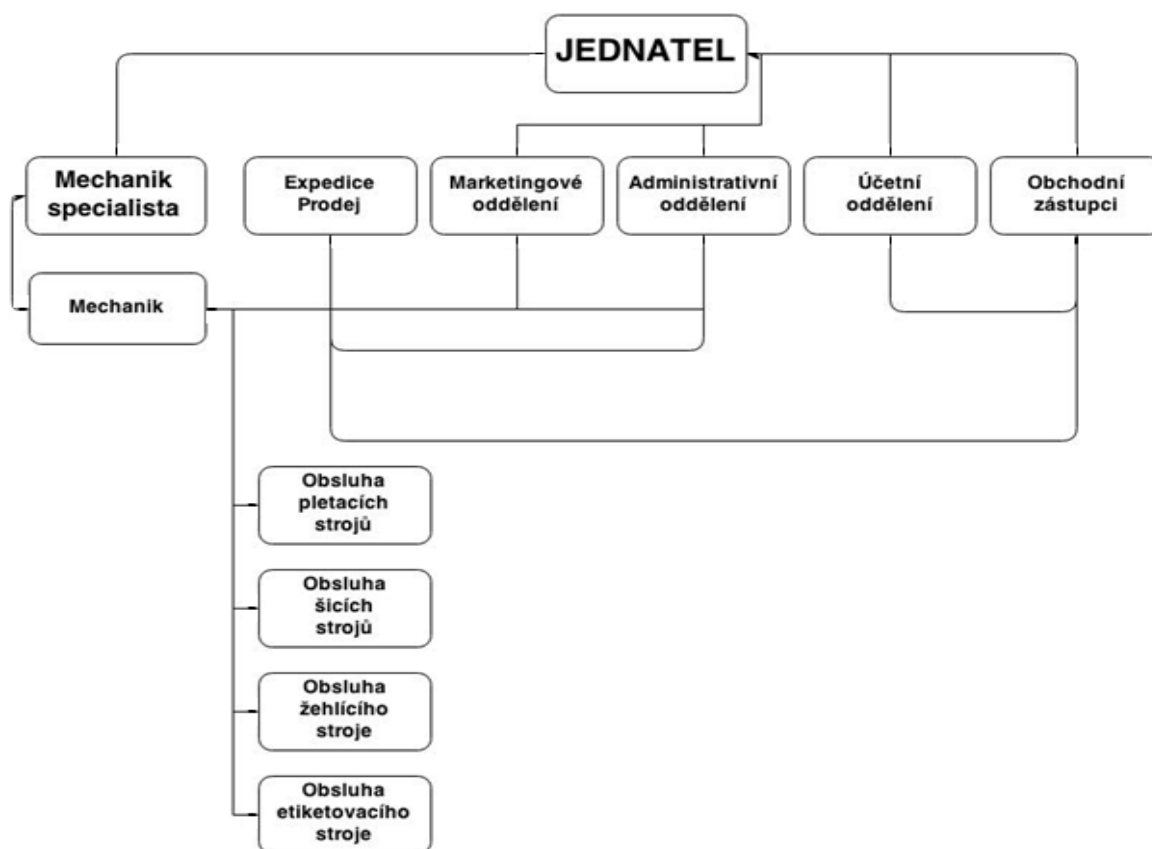 JEDNATEL
Mechanik
specialista
Expedice
Prodej
Marketingové
oddělení
Administrativní
oddělení
Účetní
oddělení
Obchodní
zástupci
Mechanik
Obsluha
pletacích
strojů
Obsluha
šicích
strojů
Obsluha
žehlícího
stroje
Obsluha
etiketovacího
stroje